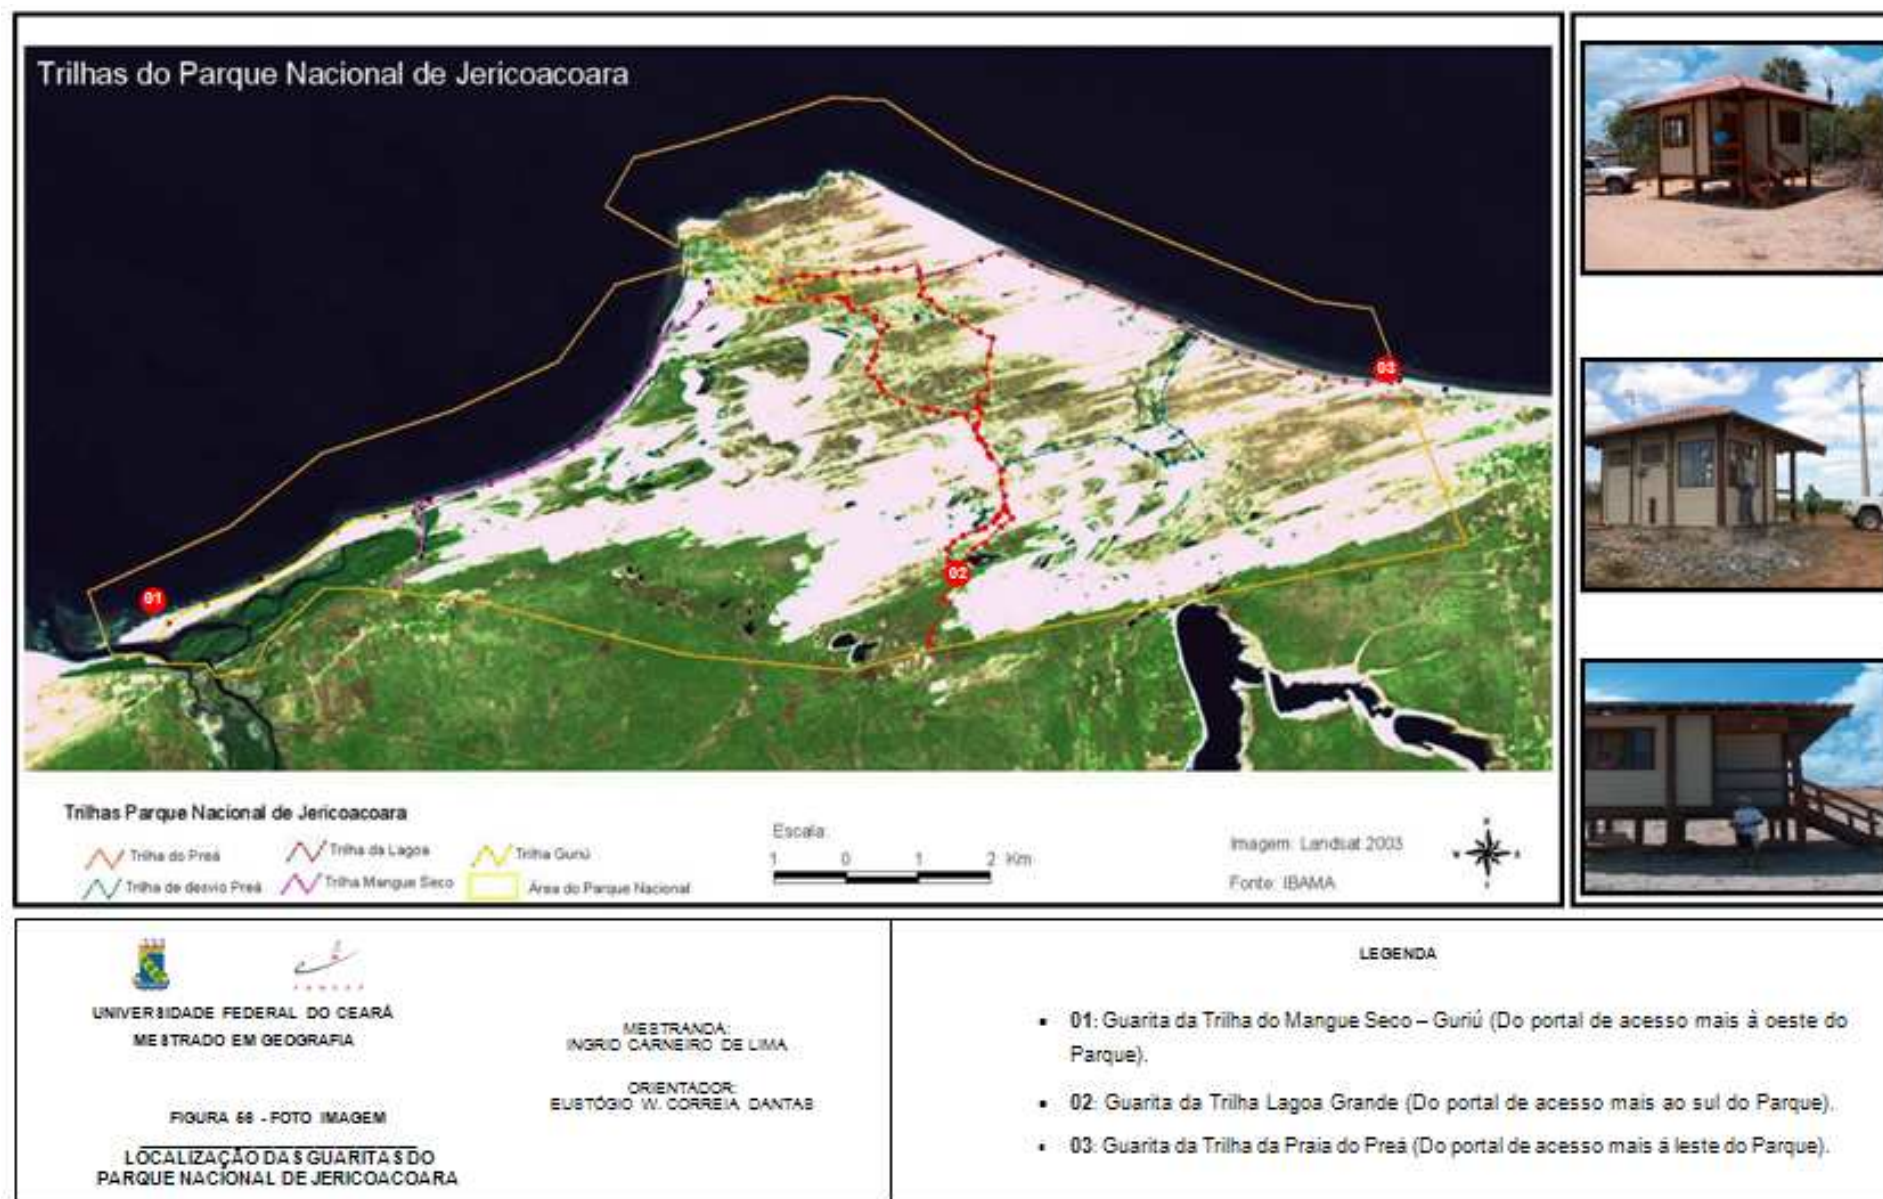 Trilhas do Parque Nacional de Jericoacoara
01
02
03
Trilhas Parque Nacional de Jericoacoara
Trilha do Preá
Trilha da Lagoa
Trilha Guriú
Trilha de desvio Preá
Trilha Mangue Seco
Área do Parque Nacional
Escala:
1 0 1 2 Km
Imagem: Landsat 2003
Fonte: IBAMA
UNIVERSIDADE FEDERAL DO CEARÁ
MESTRADO EM GEOGRAFIA
FIGURA 56 - FOTO IMAGEM
LOCALIZAÇÃO DAS GUARITAS DO
PARQUE NACIONAL DE JERICOACOARA
MESTRANDA:
INGRID CARNEIRO DE LIMA
ORIENTADOR:
EUSTÓGIO W. CORREIA DANTAS
LEGENDA
01: Guarita da Trilha do Mangue Seco – Guriú (Do portal de acesso mais à oeste do
Parque).
02: Guarita da Trilha Lagoa Grande (Do portal de acesso mais ao sul do Parque).
03: Guarita da Trilha da Praia do Preá (Do portal de acesso mais á leste do Parque).